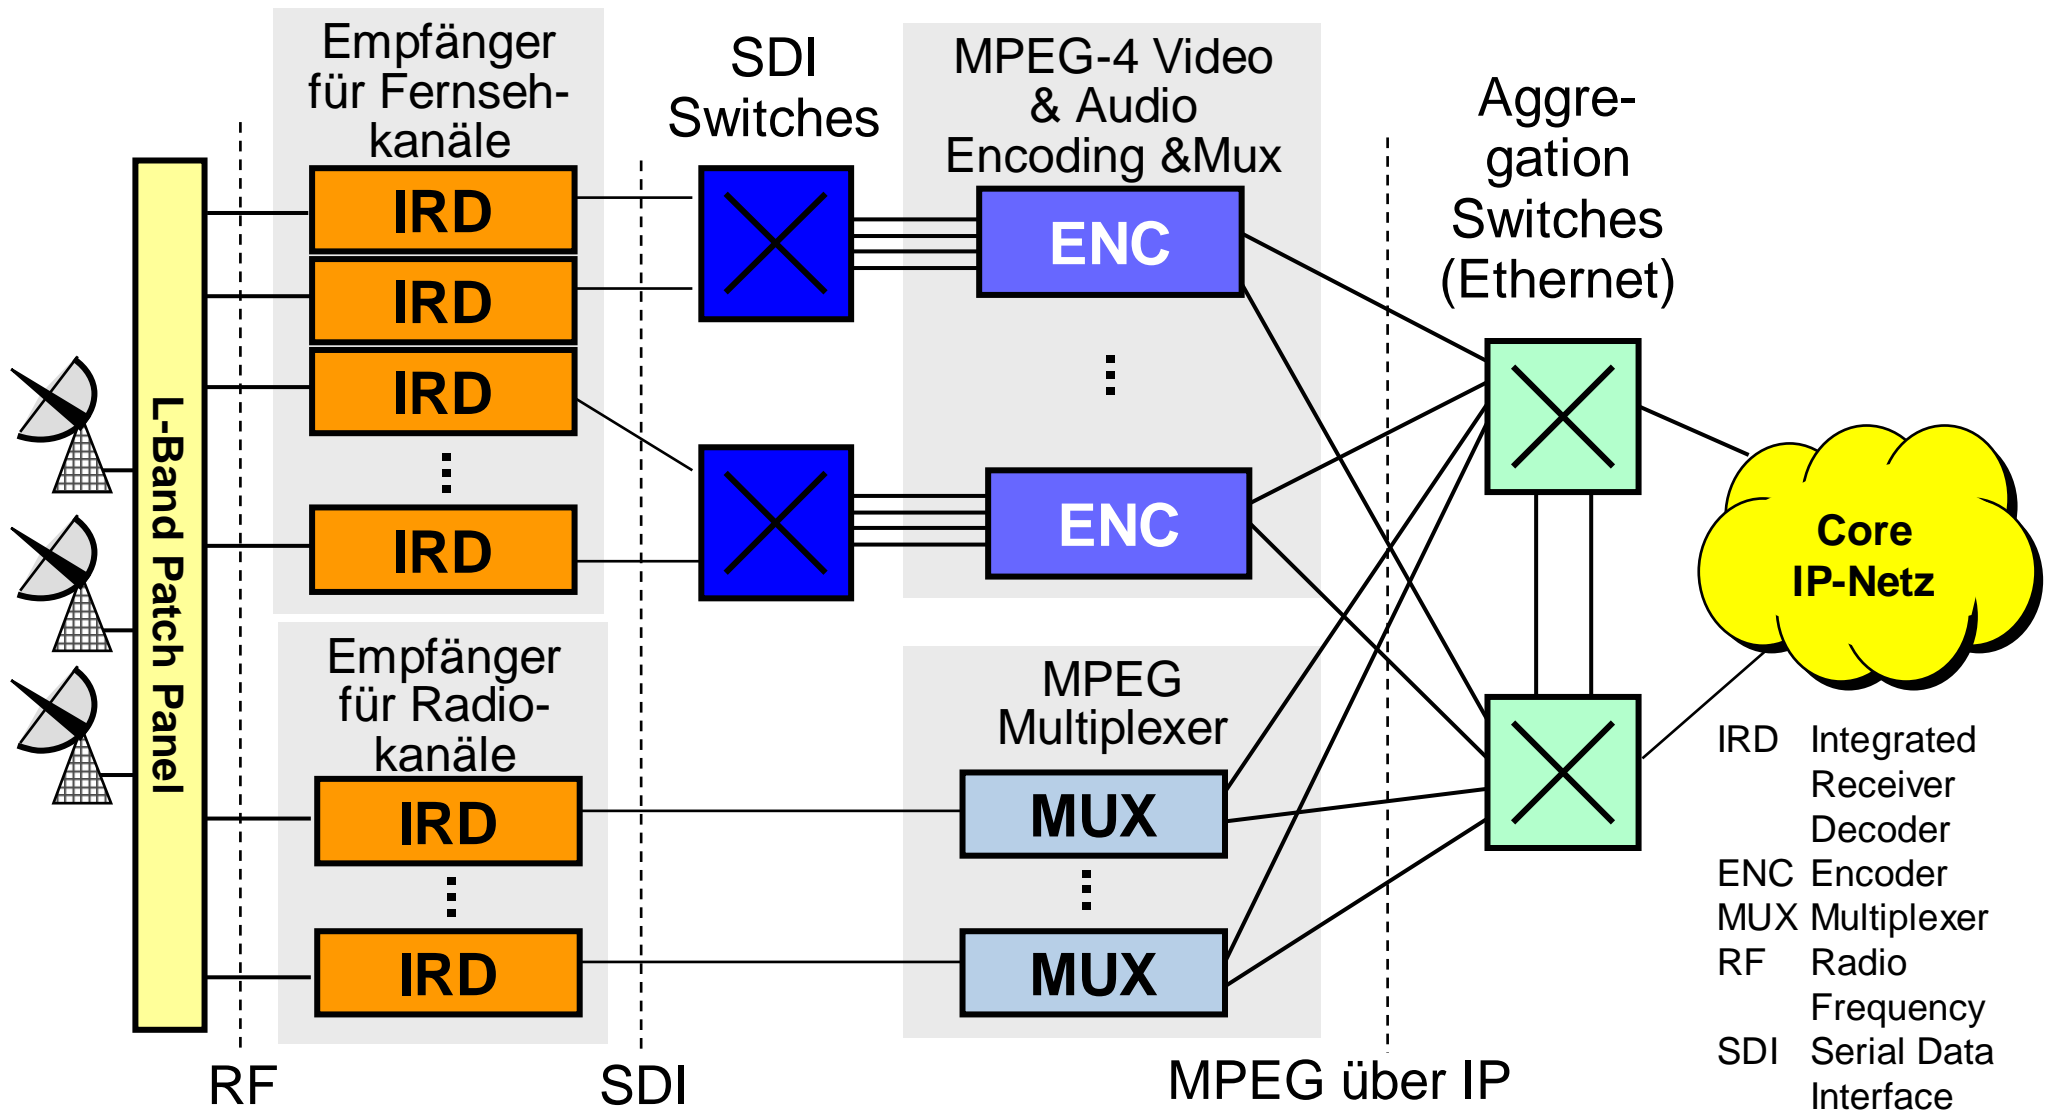 Empfänger
für Fernseh-
kanäle
SDI
Switches
MPEG-4 Video
& Audio
Encoding &Mux
Aggre-
gation
Switches
(Ethernet)
L-Band Patch Panel
IRD
IRD
IRD
IRD
ENC
ENC
Core
IP-Netz
Empfänger
für Radio-
kanäle
IRD
IRD
MPEG
Multiplexer
MUX
MUX
RF
SDI
MPEG über IP
IRD Integrated
Receiver
Decoder
ENC Encoder
MUX Multiplexer
RF Radio
Frequency
SDI Serial Data
Interface